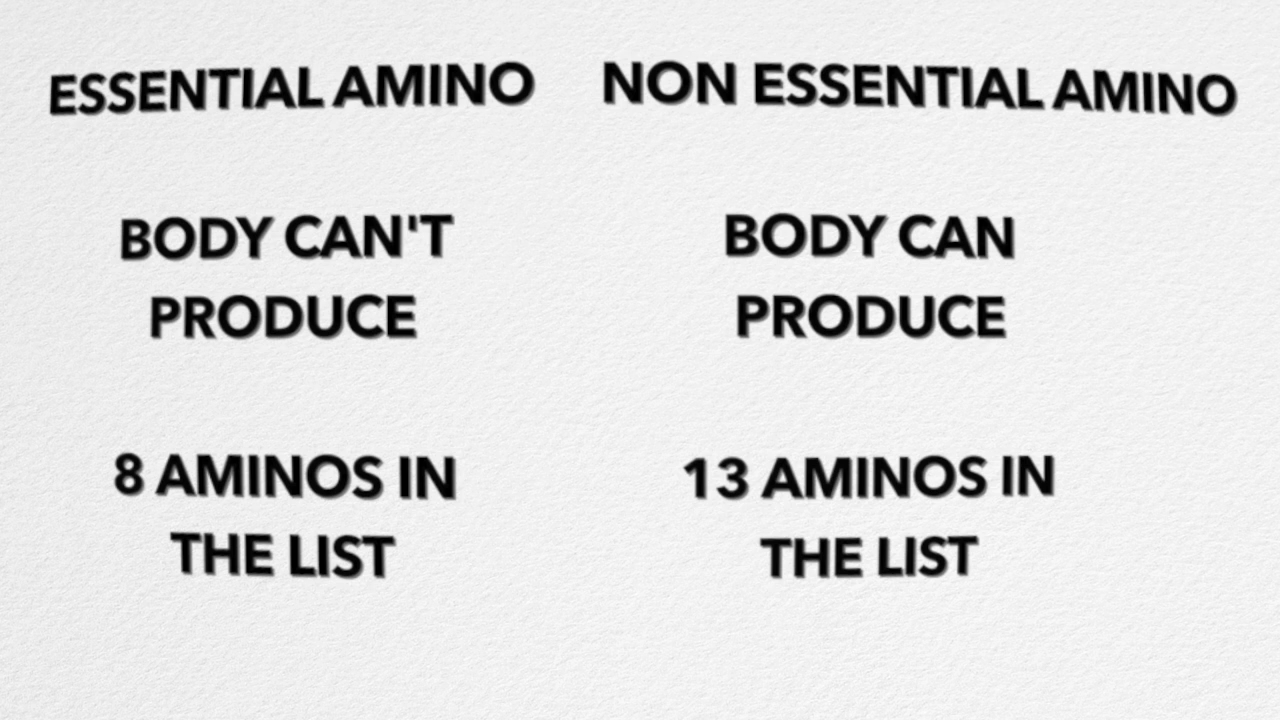 ESSENTIAL AMINO
NON ESSENTIAL AMINO
BODY CAN'T
PRODUCE
BODY CAN
PRODUCE
8 AMINOS IN
THE LIST
13 AMINOS IN
THE LIST